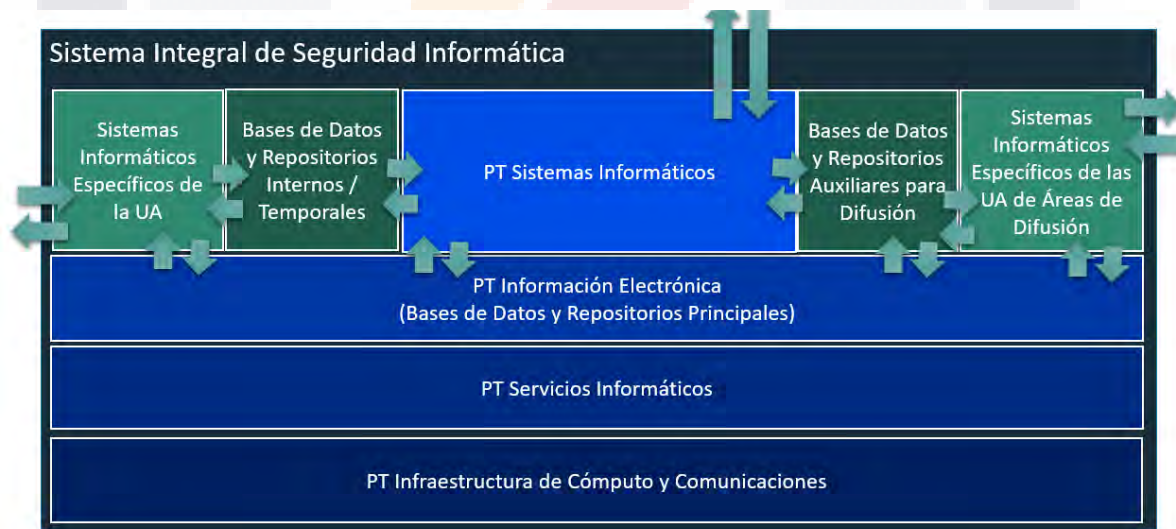 Sistema Integral de Seguridad Informática
Sistemas
Informáticos
Específicos de
la UA
Bases de Datos
y Repositorios
Internos /
Temporales
PT Sistemas Informáticos
Bases de Datos
y Repositorios
Auxiliares para
Difusión
Sistemas
Informáticos
Específicos de las
UA de Áreas de
Difusión
PT Información Electrónica
(Bases de Datos y Repositorios Principales)
PT Servicios Informáticos
PT Infraestructura de Cómputo y Comunicaciones